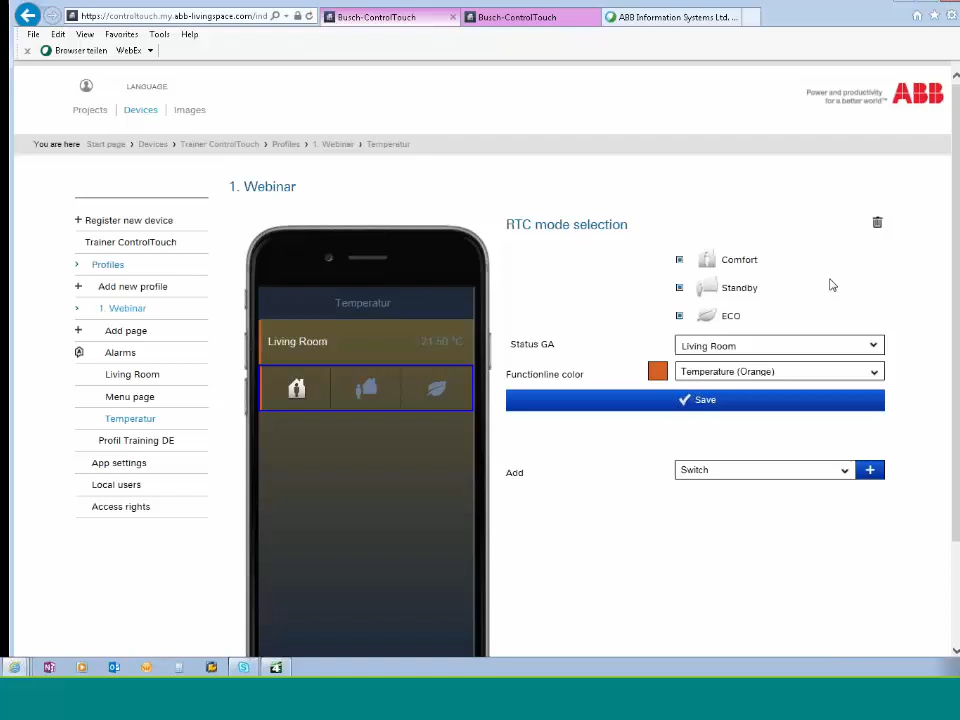 https://controltouch.my.abb-livingspace.com/ind
Busch-ControlTouch
Busch-ControlTouch
ABB Information Systems Ltd. ...
File Edit View Favorites Tools Help
Browser teilen WebEx
LANGUAGE
Projects Devices Images
Power and productivity
for a better world™
ABB
You are here Start page Devices Trainer ControlTouch Profiles 1. Webinar Temperatur
1. Webinar
Register new device
Trainer ControlTouch
Profiles
Add new profile
1. Webinar
Add page
Alarms
Living Room
Menu page
Temperatur
Profil Training DE
App settings
Local users
Access rights
Temperatur
Living Room 21.50 °C
RTC mode selection
Comfort
Standby
ECO
Status GA Living Room
Functionline color Temperature (Orange)
Save
Add Switch